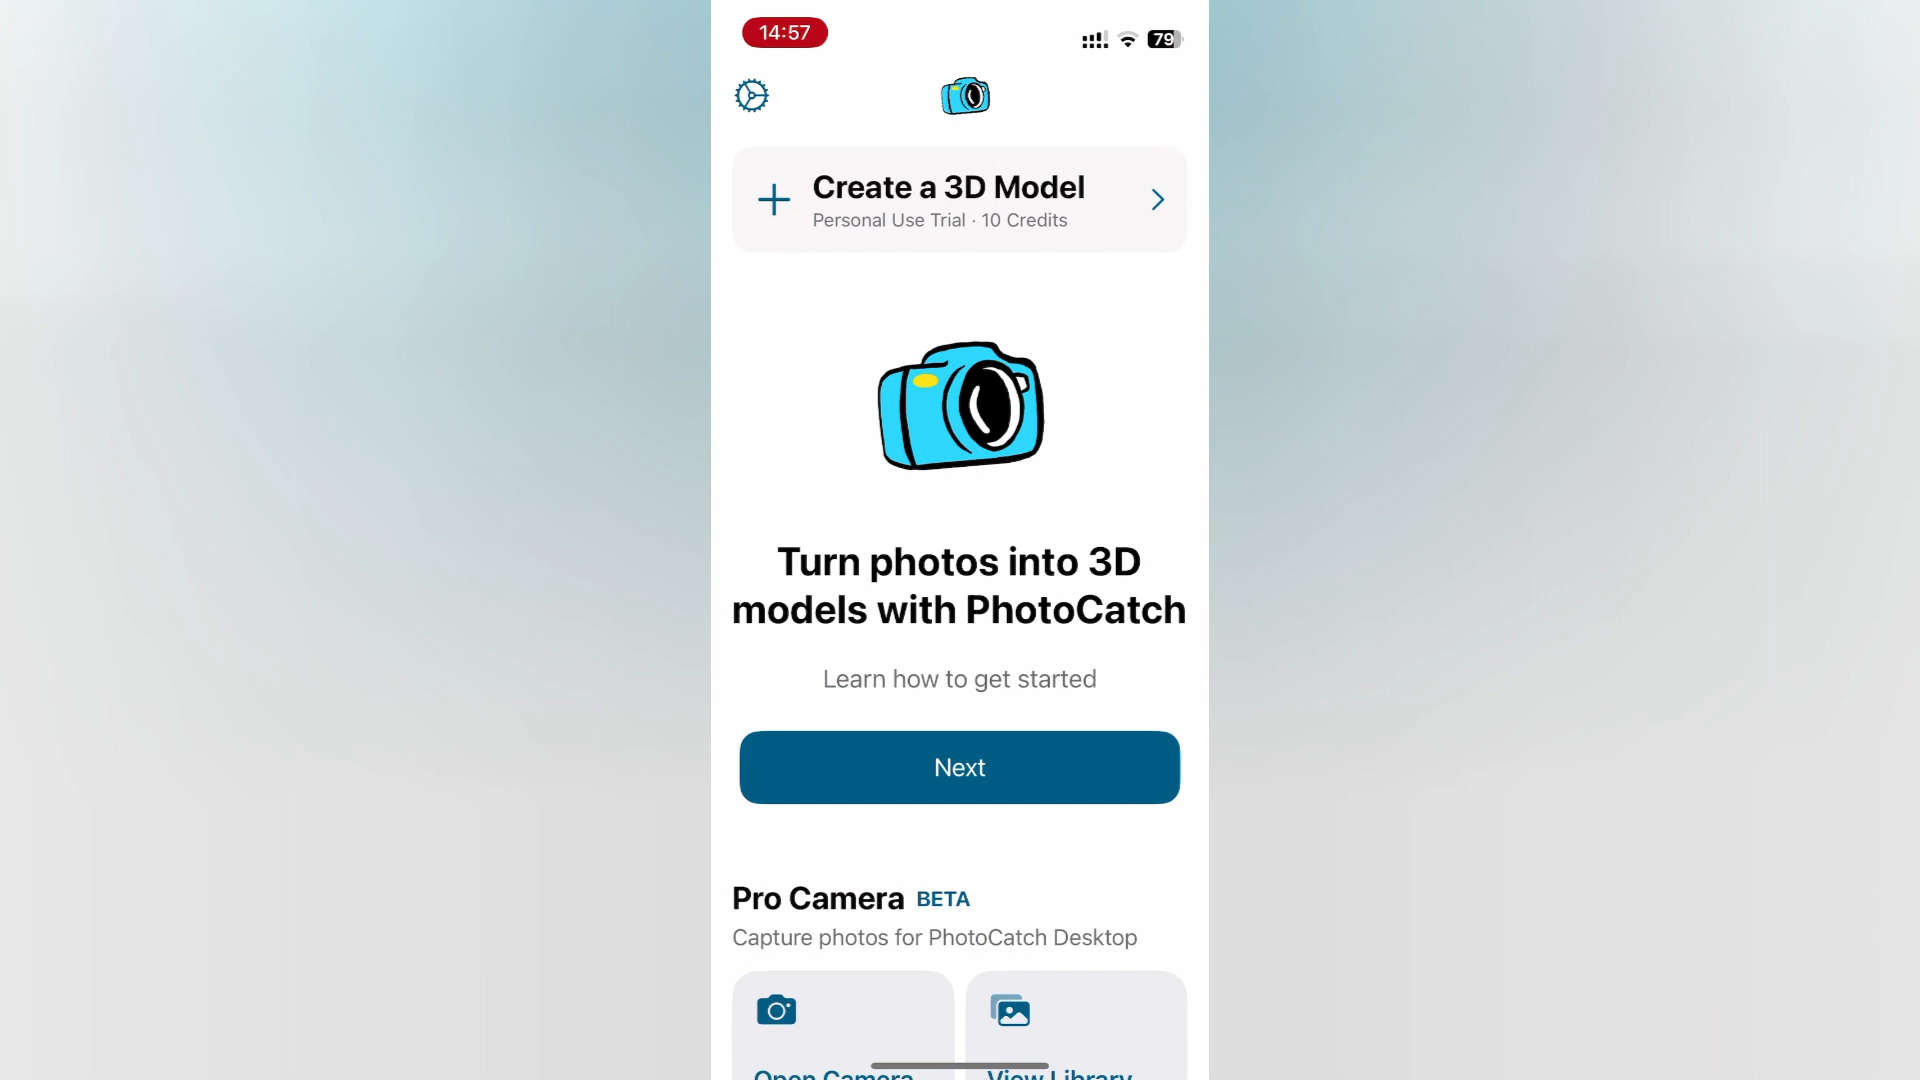 14:57
79
Create a 3D Model
Personal Use Trial · 10 Credits
Turn photos into 3D
models with PhotoCatch
Learn how to get started
Next
Pro Camera BETA
Capture photos for PhotoCatch Desktop
Open Camera
View Library